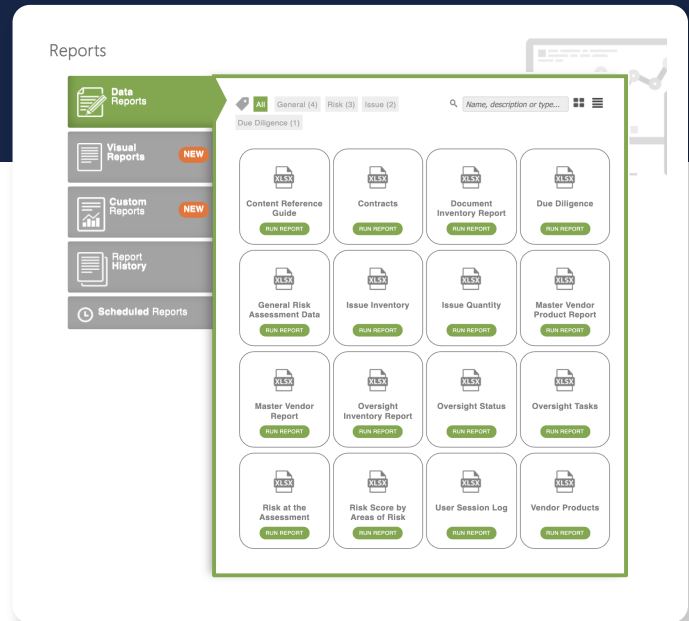 Reports
Data
Reports
Visual
Reports
NEW
Custom
Reports
NEW
Report
History
Scheduled Reports
All
General (4)
Risk (3)
Issue (2)
Name, description or type...
Due Diligence (1)
XLSX
XLSX
XLSX
XLSX
Content Reference
Guide
Contracts
Document
Inventory Report
Due Diligence
RUN REPORT
RUN REPORT
RUN REPORT
RUN REPORT
XLSX
XLSX
XLSX
XLSX
General Risk
Assessment Data
Issue Inventory
Issue Quantity
Master Vendor
Product Report
RUN REPORT
RUN REPORT
RUN REPORT
RUN REPORT
XLSX
XLSX
XLSX
XLSX
Master Vendor
Report
Oversight
Inventory Report
Oversight Status
Oversight Tasks
RUN REPORT
RUN REPORT
RUN REPORT
RUN REPORT
XLSX
XLSX
XLSX
XLSX
Risk at the
Assessment
Risk Score by
Areas of Risk
User Session Log
Vendor Products
RUN REPORT
RUN REPORT
RUN REPORT
RUN REPORT